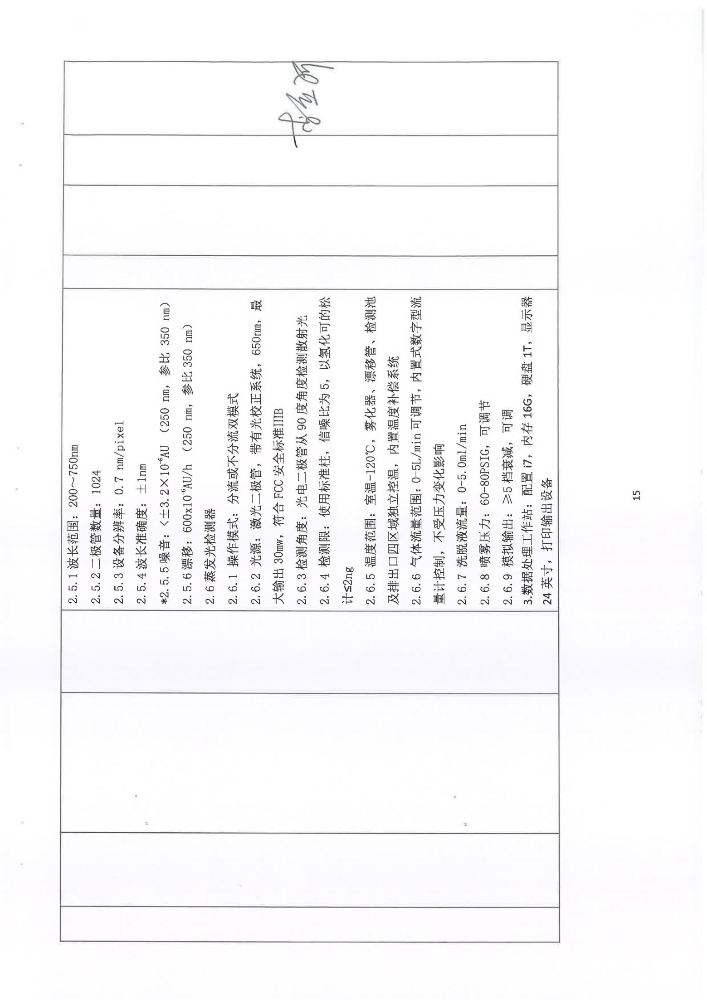 2.5.1 波长范围：200～750nm
2.5.2 二极管数量：1024
2.5.3 设备分辨率：0.7 nm/pixel
2.5.4 波长准确度：±1nm
*2.5.5 噪音：<±3.2×10⁻⁶AU （250 nm，参比 350 nm）
2.5.6 漂移：600x10⁻⁶AU/h （250 nm，参比 350 nm）
2.6 蒸发光检测器
2.6.1 操作模式：分流或不分流双模式
2.6.2 光源：激光二极管，带有光校正系统，650nm，最
大输出 30mw，符合 FCC 安全标准IIIB
2.6.3 检测角度：光电二极管从 90 度角度检测散射光
2.6.4 检测限：使用标准柱，信噪比为 5，以氢化可的松
计≤2ng
2.6.5 温度范围：室温-120℃，雾化器、漂移管、检测池
及排出口四区域独立控温，内置温度补偿系统
2.6.6 气体流量范围：0-5L/min 可调节，内置式数字型流
量计控制，不受压力变化影响
2.6.7 洗脱液流量：0-5.0ml/min
2.6.8 喷雾压力：60-80PSIG，可调节
2.6.9 模拟输出：≥5 档衰减，可调
3.数据处理工作站：配置 i7，内存 16G，硬盘 1T，显示器
24 英寸，打印输出设备
15